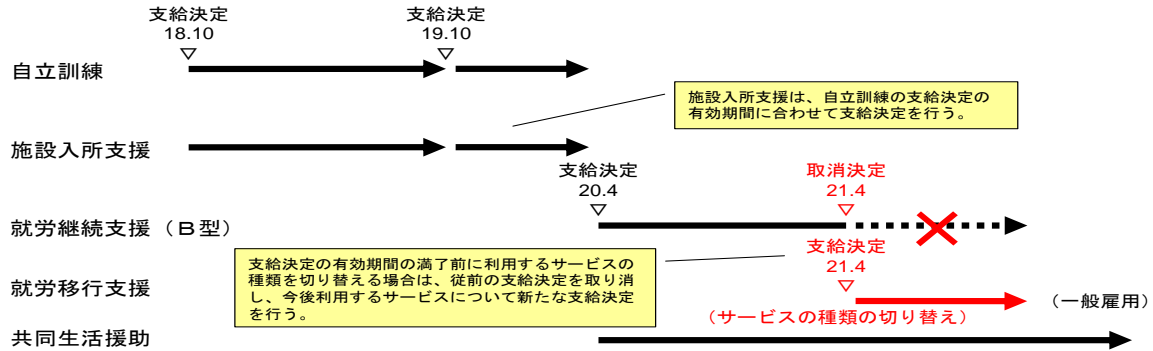 支給決定
18.10
支給決定
19.10
自立訓練
施設入所支援は、自立訓練の支給決定の
有効期間に合わせて支給決定を行う。
施設入所支援
支給決定
20.4
取消決定
21.4
就労継続支援（Ｂ型）
支給決定
21.4
支給決定の有効期間の満了前に利用するサービスの
種類を切り替える場合は、従前の支給決定を取り消
し、今後利用するサービスについて新たな支給決定
を行う。
就労移行支援
（一般雇用）
（サービスの種類の切り替え）
共同生活援助